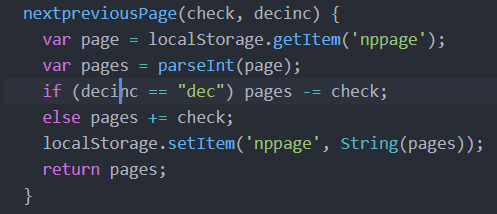 nextpreviousPage(check, decinc) {
  var page = localStorage.getItem('nppage');
  var pages = parseInt(page);
  if (decinc == "dec") pages -= check;
  else pages += check;
  localStorage.setItem('nppage', String(pages));
  return pages;
}